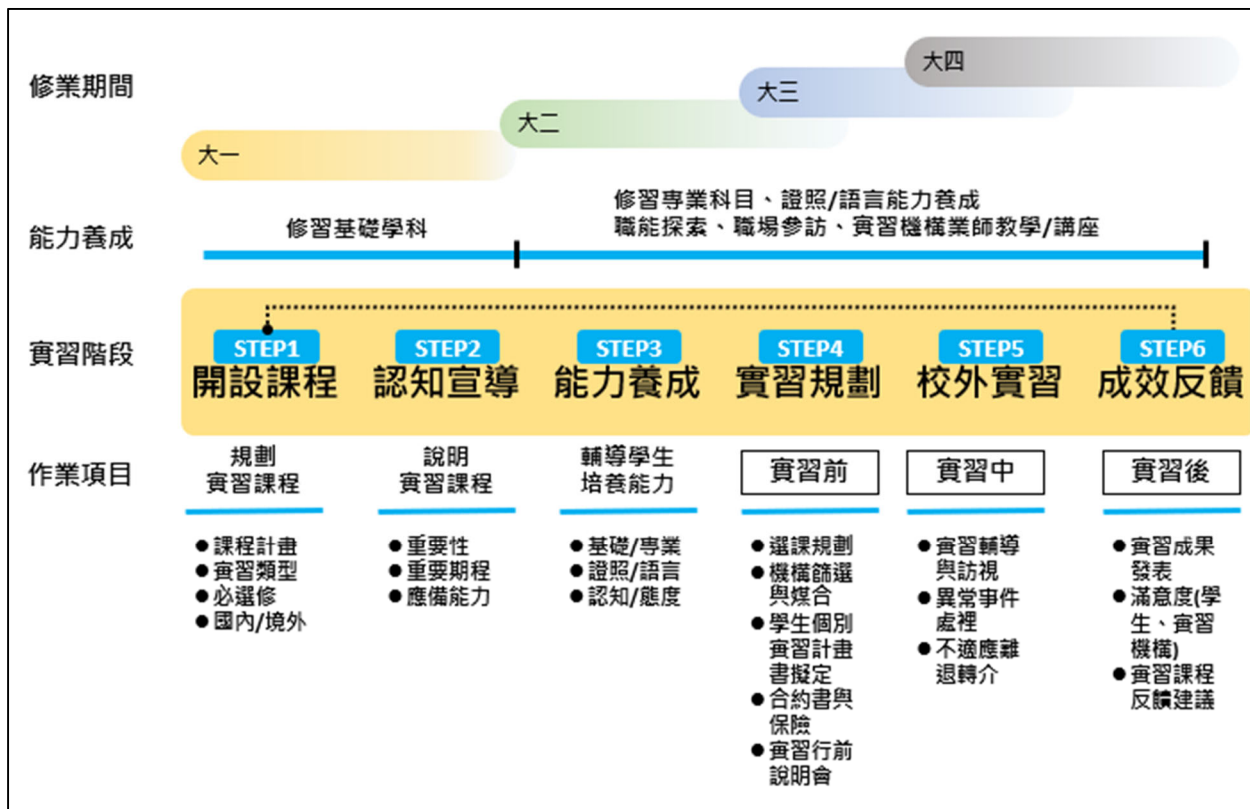 修業期間
大一
大二
大三
大四
能力養成
修習基礎學科
修習專業科目、證照/語言能力養成
職能探索、職場參訪、實習機構業師教學/講座
實習階段
STEP1
開設課程
STEP2
認知宣導
STEP3
能力養成
STEP4
實習規劃
STEP5
校外實習
STEP6
成效反饋
作業項目
規劃
實習課程
●課程計畫
●實習類型
●必選修
●國內/境外
說明
實習課程
●重要性
●重要期程
●應備能力
輔導學生
培養能力
●基礎/專業
●證照/語言
●認知/態度
實習前
●選課規劃
●機構篩選
與媒合
●學生個別
實習計畫
書擬定
●合約書與
保險
●實習行前
說明會
實習中
●實習輔導
與訪視
●異常事件
處裡
●不適應離
退轉介
實習後
●實習成果
發表
●滿意度(學
生、實習
機構)
●實習課程
反饋建議